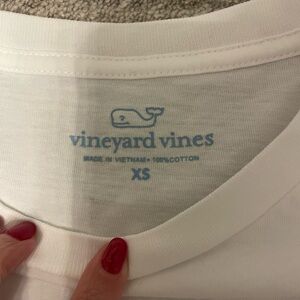 vineyard vines
MADE IN VIETNAM • 100% COTTON
XS